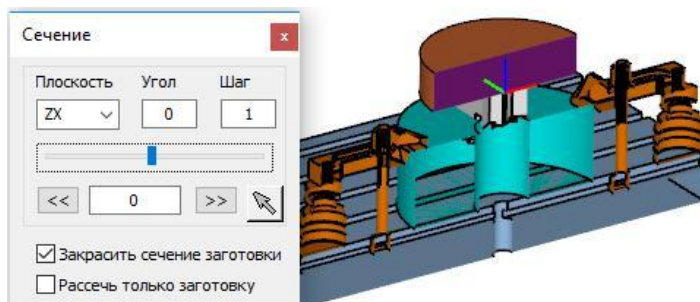 Сечение
x
Плоскость Угол Шаг
ZX 0 1
<< 0 >>
Закрасить сечение заготовки
Рассечь только заготовку